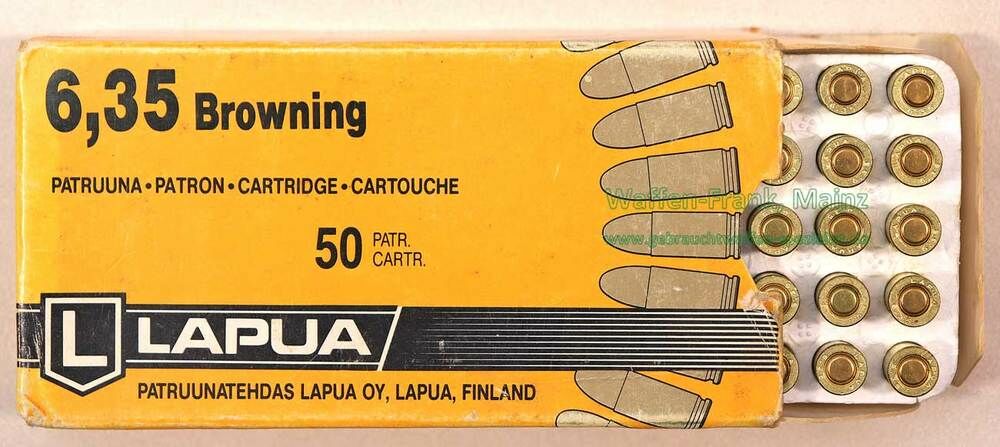 6,35 Browning
PATRUUNA • PATRON • CARTRIDGE • CARTOUCHE
50 PATR.
CARTR.
L LAPUA
PATRUUNATEHDAS LAPUA OY, LAPUA, FINLAND
Waffen-Frank, Mainz